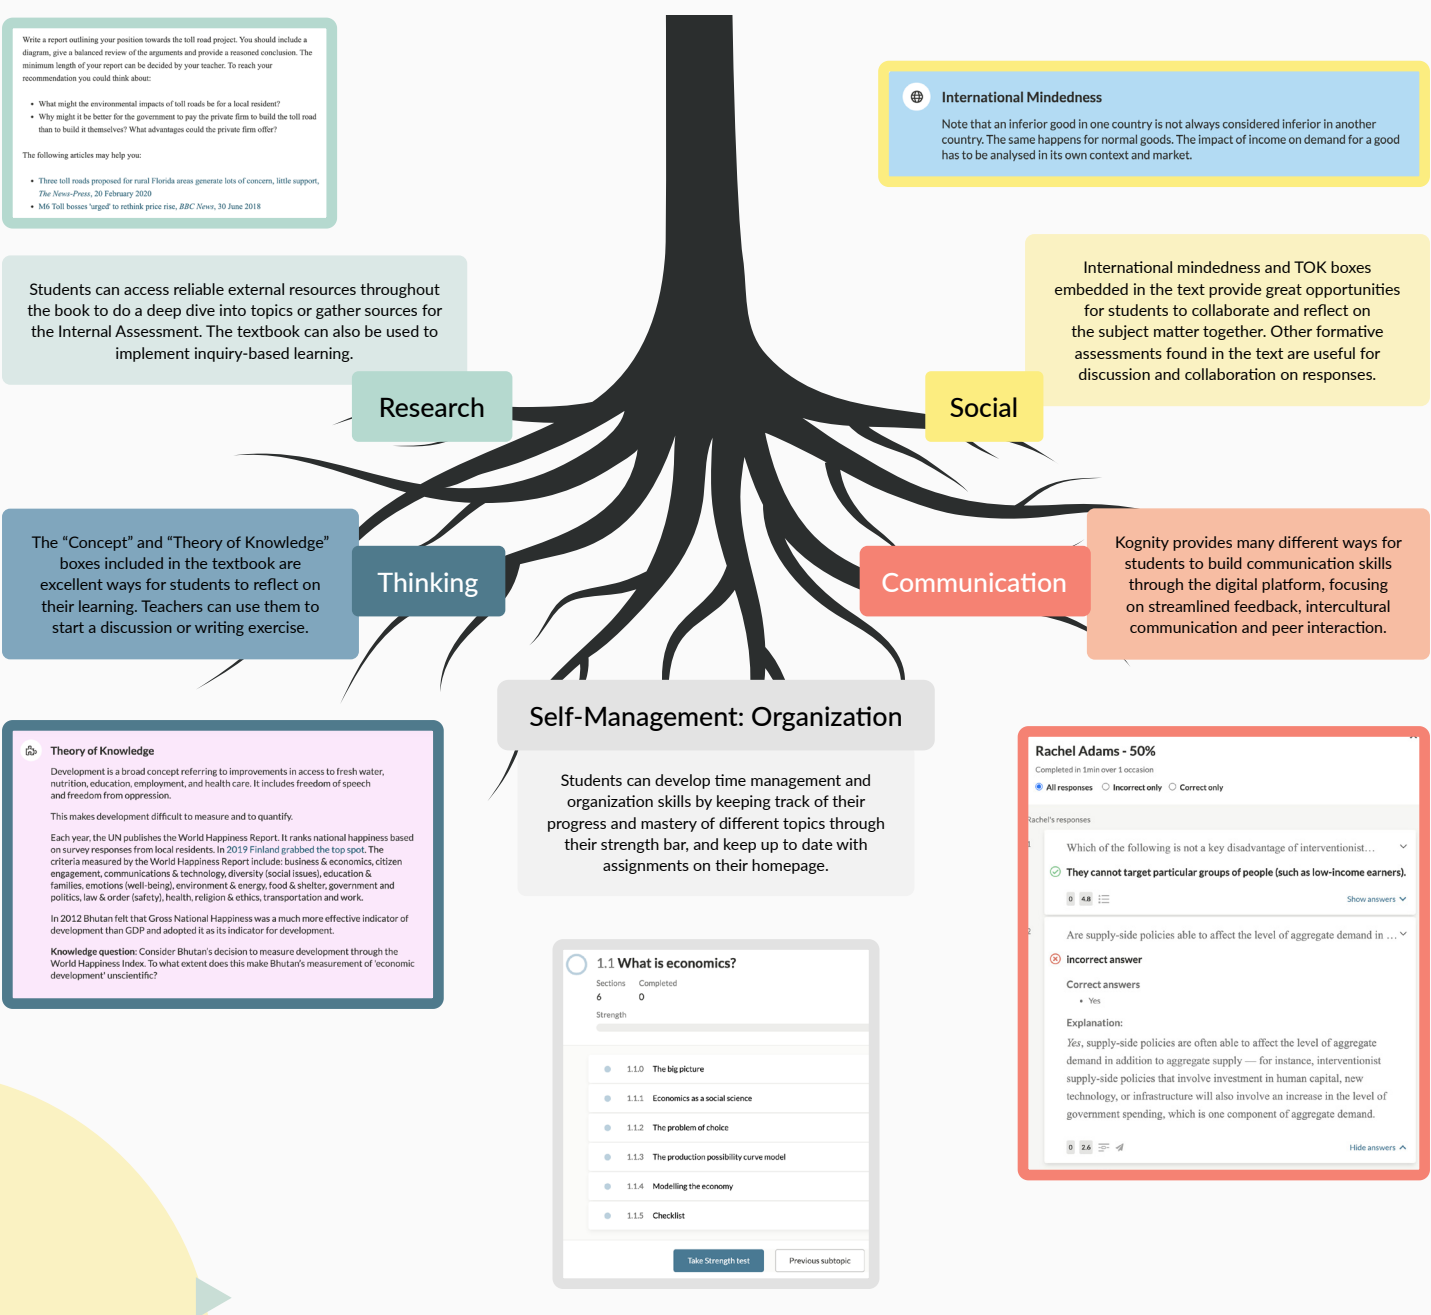 Write a report outlining your position towards the toll road project. You should include a
diagram, give a balanced review of the arguments and provide a reasoned conclusion. The
minimum length of your report can be decided by your teacher. To reach your
recommendation you could think about:
• What might the environmental impacts of toll roads be for a local resident?
• Why might it be better for the government to pay the private firm to build the toll road
than to build it themselves? What advantages could the private firm offer?
The following articles may help you:
• Three toll roads proposed for rural Florida areas generate lots of concern, little support,
The News-Press, 20 February 2020
• M6 Toll bosses 'urged' to rethink price rise, BBC News, 30 June 2018
International Mindedness
Note that an inferior good in one country is not always considered inferior in another
country. The same happens for normal goods. The impact of income on demand for a good
has to be analysed in its own context and market.
Students can access reliable external resources throughout
the book to do a deep dive into topics or gather sources for
the Internal Assessment. The textbook can also be used to
implement inquiry-based learning.
Research
International mindedness and TOK boxes
embedded in the text provide great opportunities
for students to collaborate and reflect on
the subject matter together. Other formative
assessments found in the text are useful for
discussion and collaboration on responses.
Social
The “Concept” and “Theory of Knowledge”
boxes included in the textbook are
excellent ways for students to reflect on
their learning. Teachers can use them to
start a discussion or writing exercise.
Thinking
Communication
Kognity provides many different ways for
students to build communication skills
through the digital platform, focusing
on streamlined feedback, intercultural
communication and peer interaction.
Self-Management: Organization
Students can develop time management and
organization skills by keeping track of their
progress and mastery of different topics through
their strength bar, and keep up to date with
assignments on their homepage.
Theory of Knowledge
Development is a broad concept referring to improvements in access to fresh water,
nutrition, education, employment, and health care. It includes freedom of speech
and freedom from oppression.
This makes development difficult to measure and to quantify.
Each year, the UN publishes the World Happiness Report. It ranks national happiness based
on survey responses from local residents. In 2019 Finland grabbed the top spot. The
criteria measured by the World Happiness Report include: business & economics, citizen
engagement, communications & technology, diversity (social issues), education &
families, emotions (well-being), environment & energy, food & shelter, government and
politics, law & order (safety), health, religion & ethics, transportation and work.
In 2012 Bhutan felt that Gross National Happiness was a much more effective indicator of
development than GDP and adopted it as its indicator for development.
Knowledge question: Consider Bhutan's decision to measure development through the
World Happiness Index. To what extent does this make Bhutan's measurement of 'economic
development' unscientific?
1.1 What is economics?
Sections Completed
6 0
Strength
1.1.0 The big picture
1.1.1 Economics as a social science
1.1.2 The problem of choice
1.1.3 The production possibility curve model
1.1.4 Modelling the economy
1.1.5 Checklist
Take Strength test
Previous subtopic
Rachel Adams - 50%
Completed in 1min over 1 occasion
All responses Incorrect only Correct only
Rachel's responses
1
Which of the following is not a key disadvantage of interventionist…
They cannot target particular groups of people (such as low-income earners).
0 4.8 Show answers
2
Are supply-side policies able to affect the level of aggregate demand in …
incorrect answer
Correct answers
• Yes
Explanation:
Yes, supply-side policies are often able to affect the level of aggregate
demand in addition to aggregate supply — for instance, interventionist
supply-side policies that involve investment in human capital, new
technology, or infrastructure will also involve an increase in the level of
government spending, which is one component of aggregate demand.
0 2.6 Hide answers